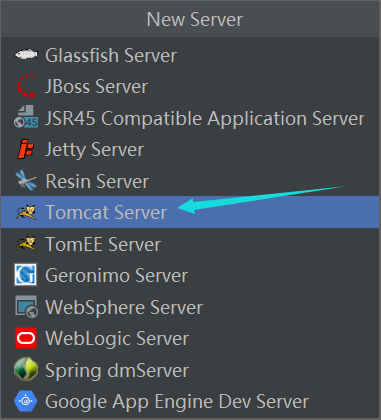 New Server
Glassfish Server
JBoss Server
45
JSR45 Compatible Application Server
Jetty Server
Resin Server
Tomcat Server
TomEE Server
G
Geronimo Server
WebSphere Server
WebLogic Server
Spring dmServer
Google App Engine Dev Server